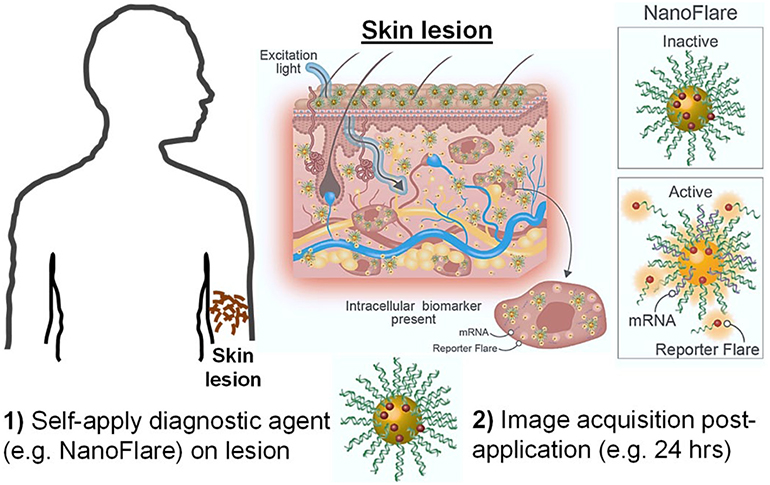 Skin lesion
Excitation
light
Intracellular biomarker
present
mRNA
Reporter Flare
NanoFlare
Inactive
Active
mRNA
Reporter Flare
Skin
lesion
1) Self-apply diagnostic agent
(e.g. NanoFlare) on lesion
2) Image acquisition post-
application (e.g. 24 hrs)